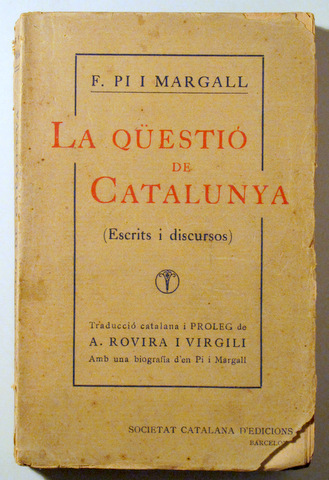 F. PI I MARGALL
LA QÜESTIÓ
DE
CATALUNYA
(Escrits i discursos)
Traducció catalana i PROLEG de
A. ROVIRA I VIRGILI
Amb una biografia d'en Pi i Margall
SOCIETAT CATALANA D'EDICIONS